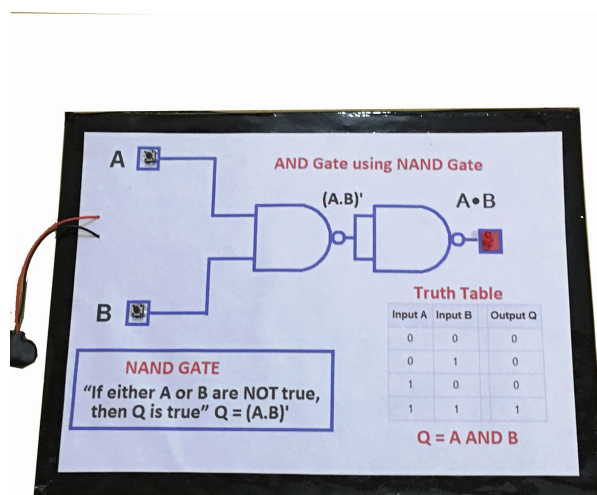 AND Gate using NAND Gate
A
(A.B)'
A•B
B
NAND GATE
“If either A or B are NOT true,
then Q is true” Q = (A.B)'
Truth Table
Input A Input B Output Q
0 0 0
0 1 0
1 0 0
1 1 1
Q = A AND B